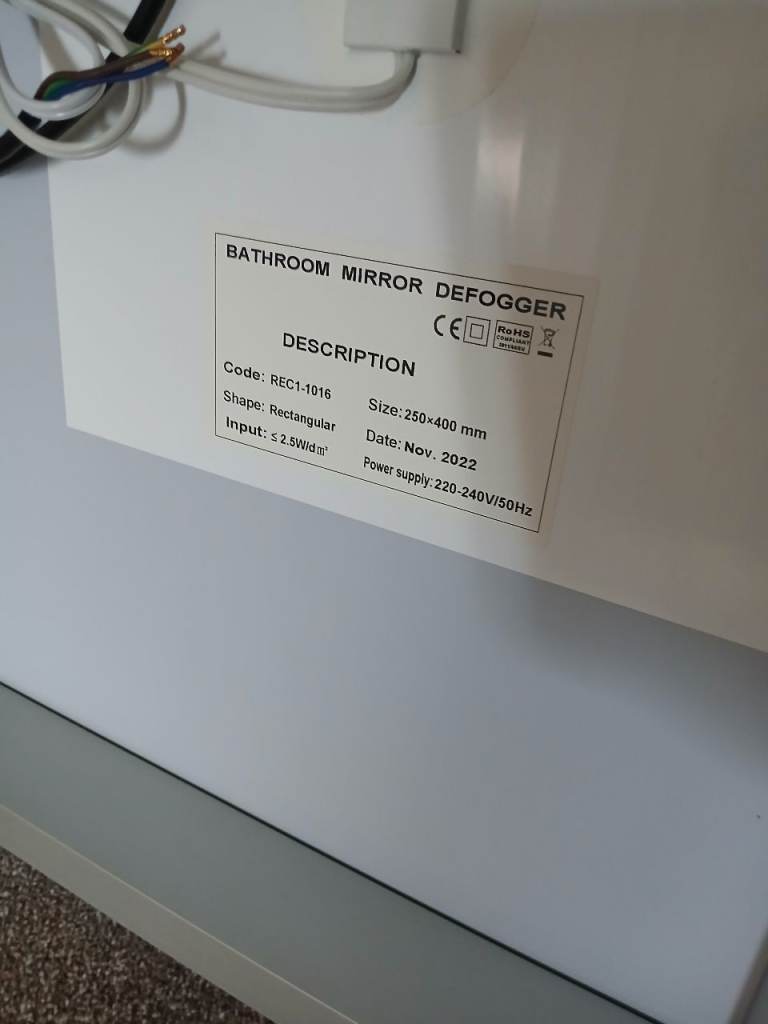 BATHROOM MIRROR DEFOGGER
CE RoHS
COMPLIANT
DESCRIPTION
Code: REC1-1016 Size: 250×400 mm
Shape: Rectangular Date: Nov. 2022
Input: ≤ 2.5W/dm² Power supply: 220-240V/50Hz